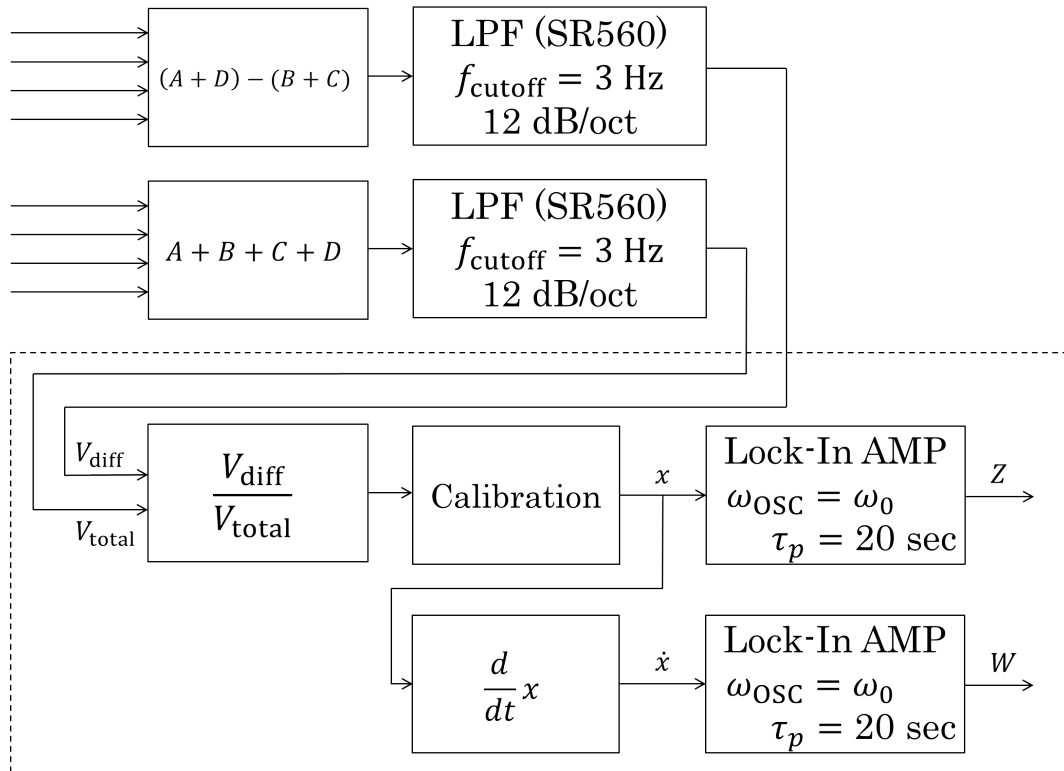 (A + D) − (B + C)
LPF (SR560)
f_cutoff = 3 Hz
12 dB/oct
A + B + C + D
LPF (SR560)
f_cutoff = 3 Hz
12 dB/oct
V_diff
V_total
V_diff
V_total
Calibration
x
Lock-In AMP
ω_OSC = ω_0
τ_p = 20 sec
Z
d
dt
x
ẋ
Lock-In AMP
ω_OSC = ω_0
τ_p = 20 sec
W